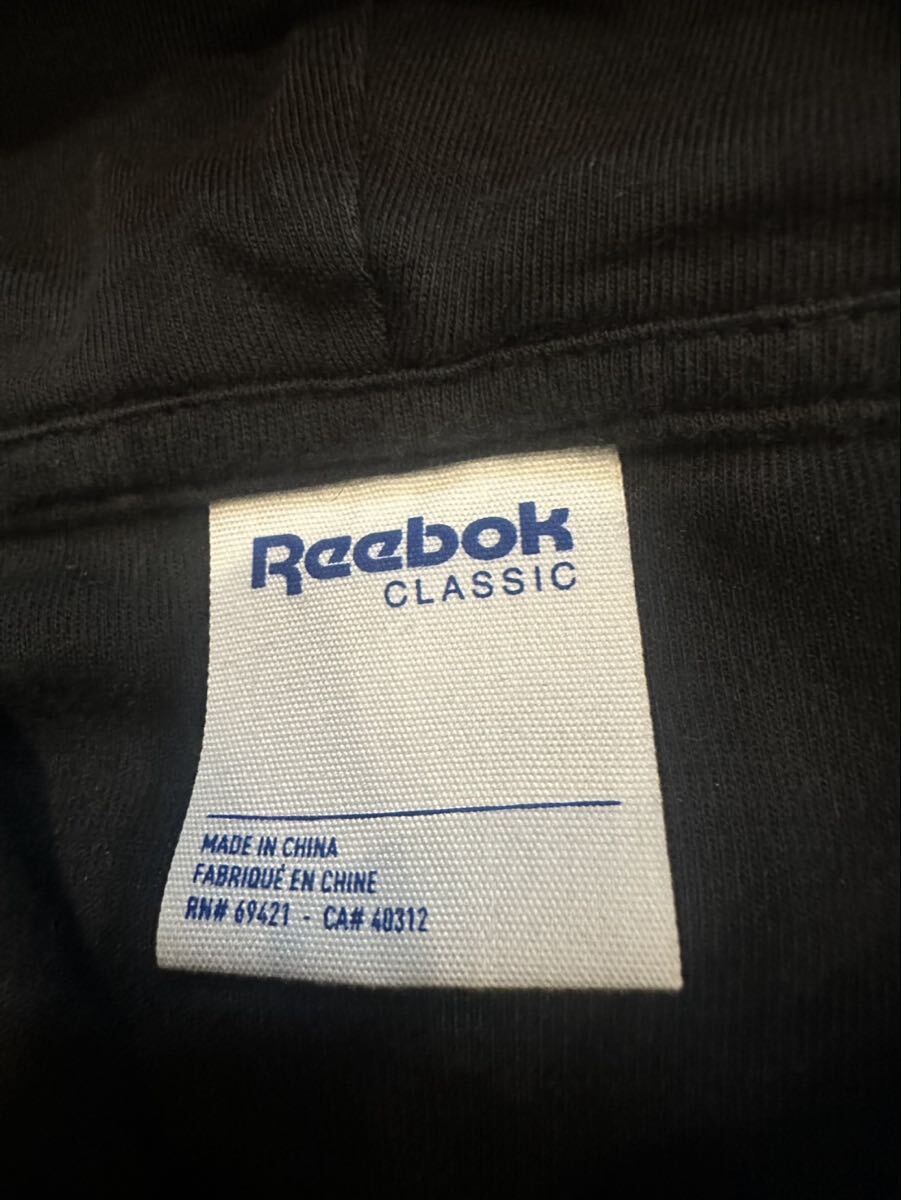 Reebok
CLASSIC
MADE IN CHINA
FABRIQUÉ EN CHINE
RN# 69421 - CA# 40312